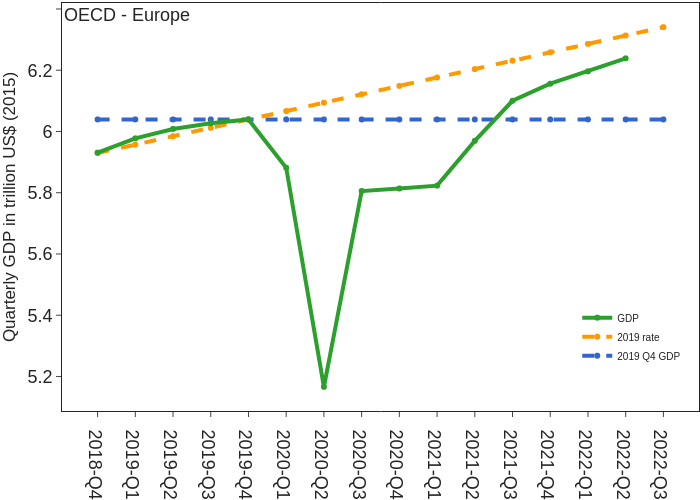 OECD - Europe
Quarterly GDP in trillion US$ (2015)
6.2
6
5.8
5.6
5.4
5.2
GDP
2019 rate
2019 Q4 GDP
2018-Q4
2019-Q1
2019-Q2
2019-Q3
2019-Q4
2020-Q1
2020-Q2
2020-Q3
2020-Q4
2021-Q1
2021-Q2
2021-Q3
2021-Q4
2022-Q1
2022-Q2
2022-Q3